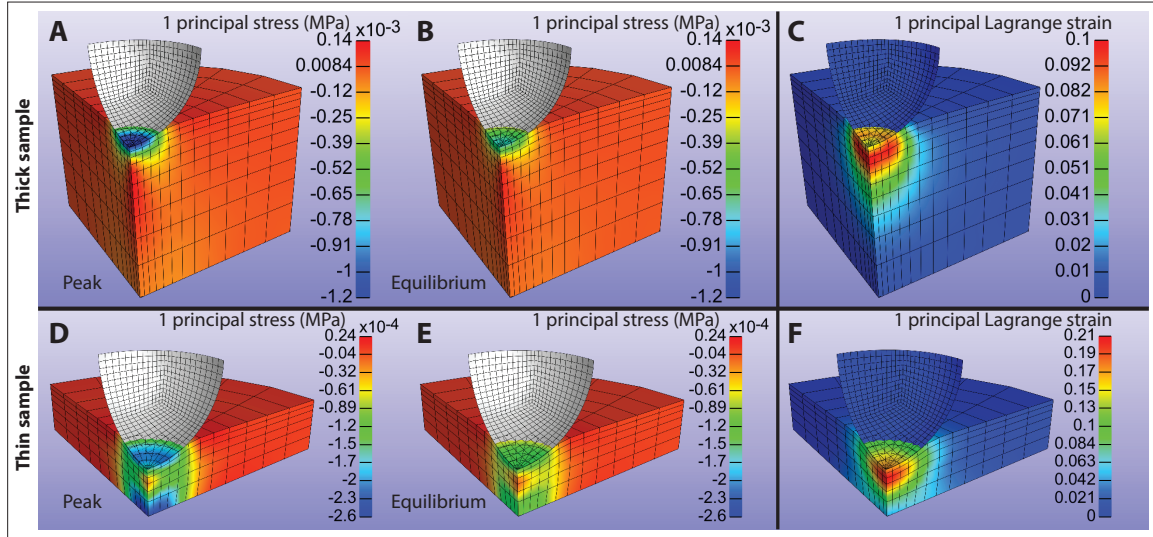 Thick sample
A
1 principal stress (MPa)
0.14 x10-3
0.0084
-0.12
-0.25
-0.39
-0.52
-0.65
-0.78
-0.91
-1
-1.2
Peak
B
1 principal stress (MPa)
0.14 x10-3
0.0084
-0.12
-0.25
-0.39
-0.52
-0.65
-0.78
-0.91
-1
-1.2
Equilibrium
C
1 principal Lagrange strain
0.1
0.092
0.082
0.071
0.061
0.051
0.041
0.031
0.02
0.01
0
Thin sample
D
1 principal stress (MPa)
0.24 x10-4
-0.04
-0.32
-0.61
-0.89
-1.2
-1.5
-1.7
-2
-2.3
-2.6
Peak
E
1 principal stress (MPa)
0.24 x10-4
-0.04
-0.32
-0.61
-0.89
-1.2
-1.5
-1.7
-2
-2.3
-2.6
Equilibrium
F
1 principal Lagrange strain
0.21
0.19
0.17
0.15
0.13
0.1
0.084
0.063
0.042
0.021
0